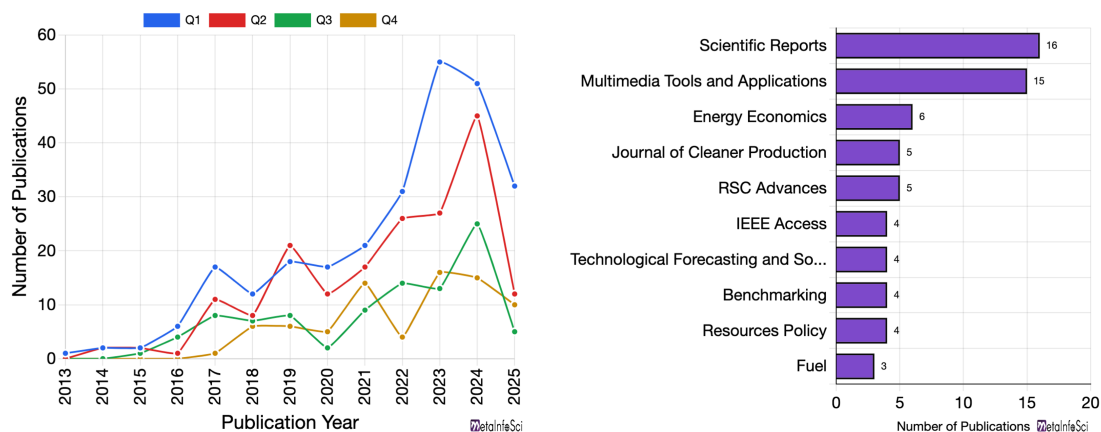 Q1 Q2 Q3 Q4
Number of Publications
60
50
40
30
20
10
0
2013 2014 2015 2016 2017 2018 2019 2020 2021 2022 2023 2024 2025
Publication Year
MetaInfoSci
Scientific Reports 16
Multimedia Tools and Applications 15
Energy Economics 6
Journal of Cleaner Production 5
RSC Advances 5
IEEE Access 4
Technological Forecasting and So... 4
Benchmarking 4
Resources Policy 4
Fuel 3
0 5 10 15 20
Number of Publications MetaInfoSci